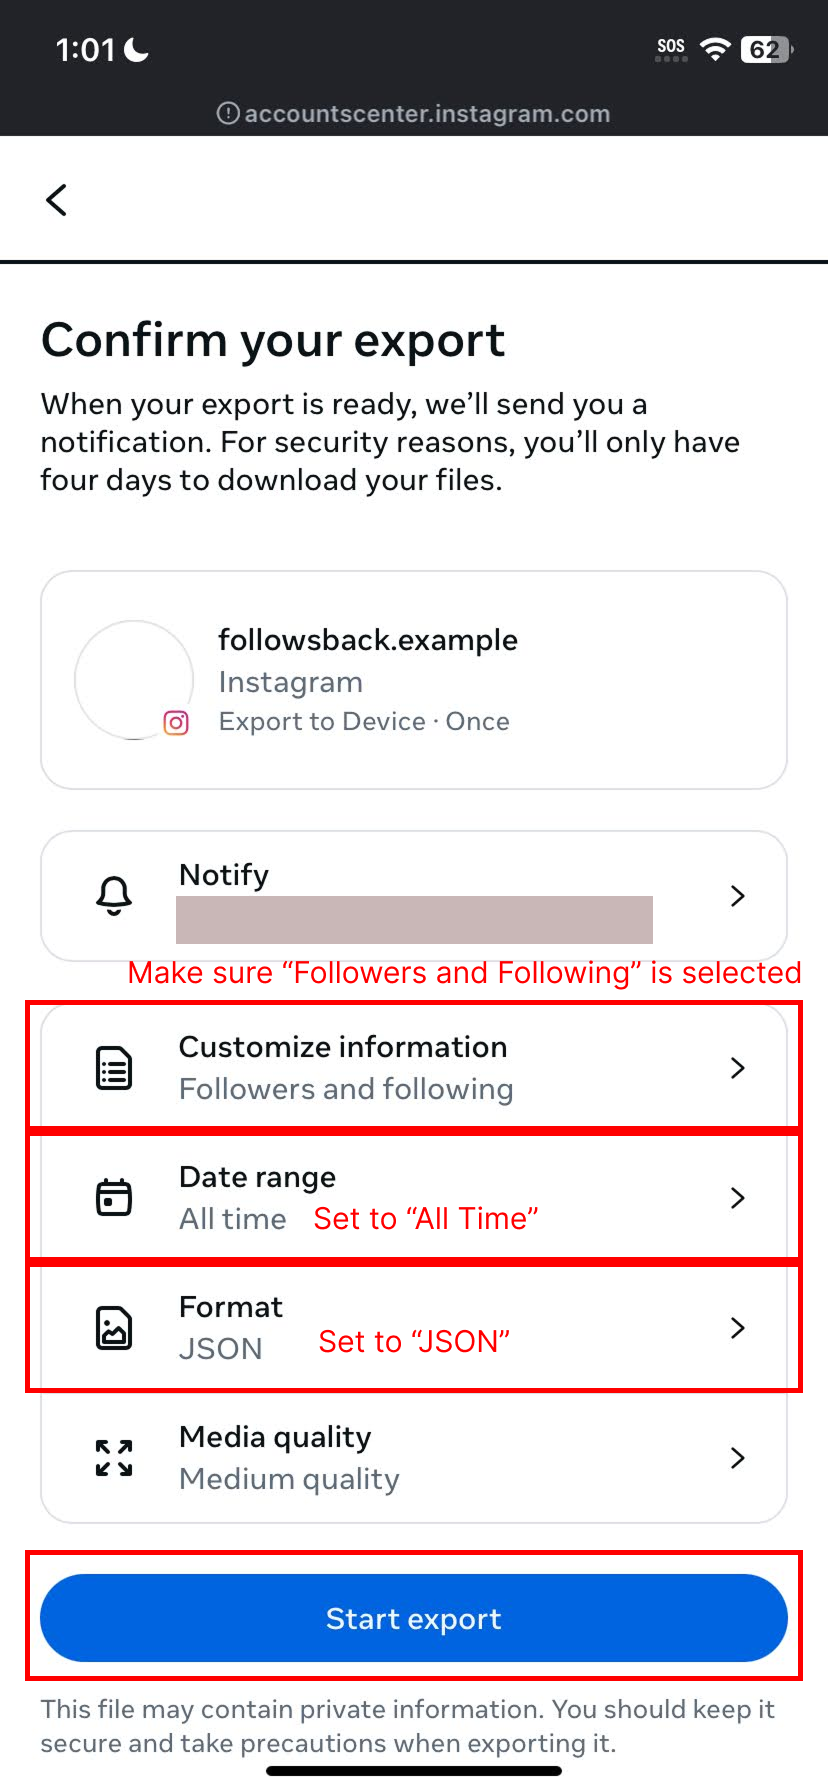 1:01
SOS
62
accountscenter.instagram.com
Confirm your export
When your export is ready, we’ll send you a
notification. For security reasons, you’ll only have
four days to download your files.
followsback.example
Instagram
Export to Device · Once
Notify
Make sure “Followers and Following” is selected
Customize information
Followers and following
Date range
All time Set to “All Time”
Format
JSON Set to “JSON”
Media quality
Medium quality
Start export
This file may contain private information. You should keep it
secure and take precautions when exporting it.